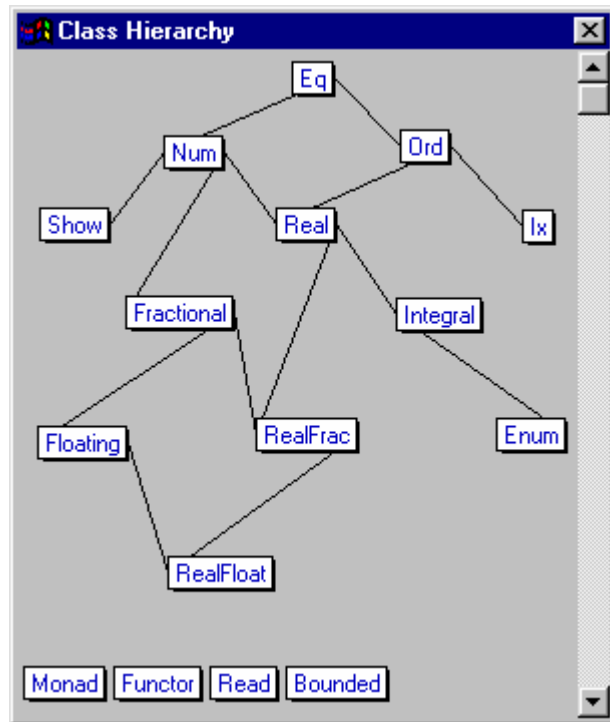 Class Hierarchy
Eq
Num
Ord
Show
Real
Ix
Fractional
Integral
Floating
RealFrac
Enum
RealFloat
Monad Functor Read Bounded